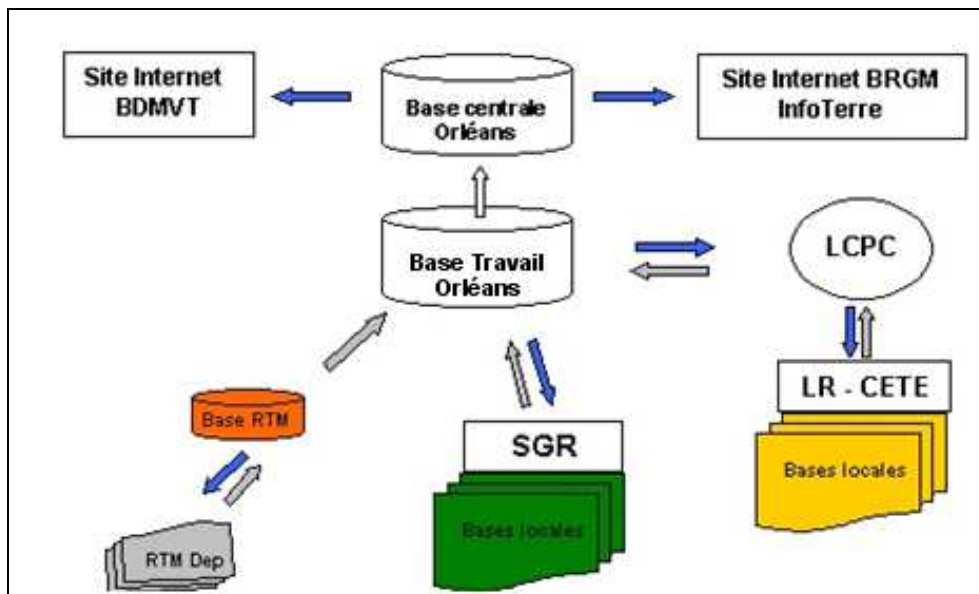 Site Internet
BDMVT
Base centrale
Orléans
Site Internet BRGM
InfoTerre
Base Travail
Orléans
LCPC
LR - CETE
Bases locales
Base RTM
SGR
Bases locales
RTM Dep